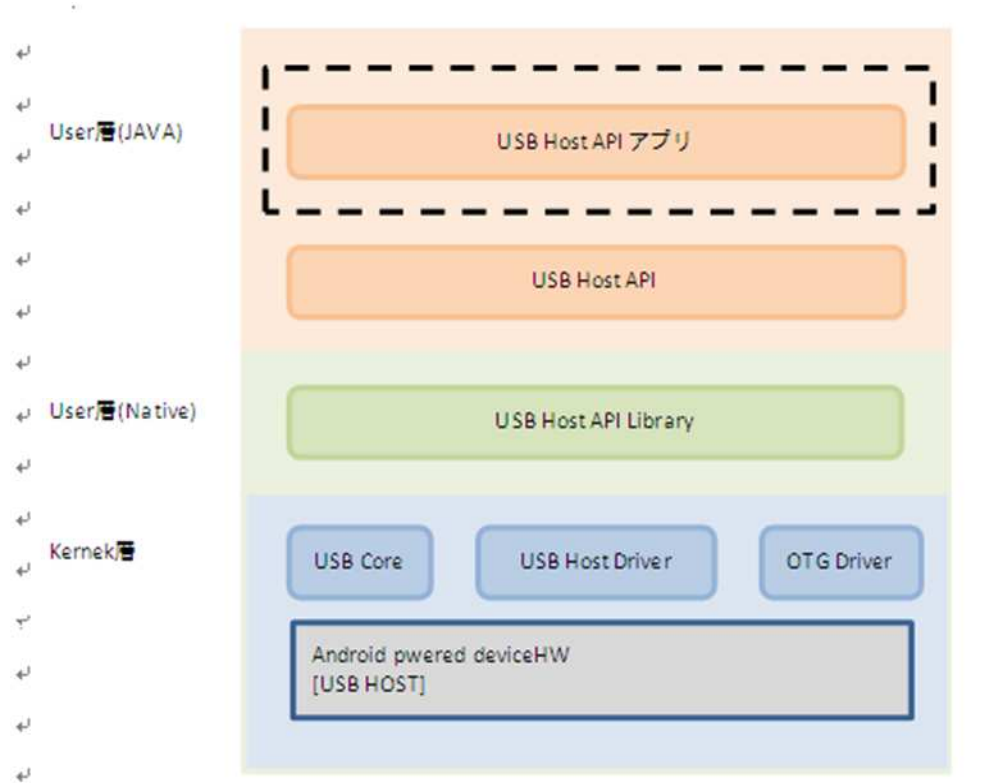 User層(JAVA)
USB Host API アプリ
USB Host API
User層(Native)
USB Host API Library
Kernek層
USB Core
USB Host Driver
OTG Driver
Android pwered deviceHW
[USB HOST]